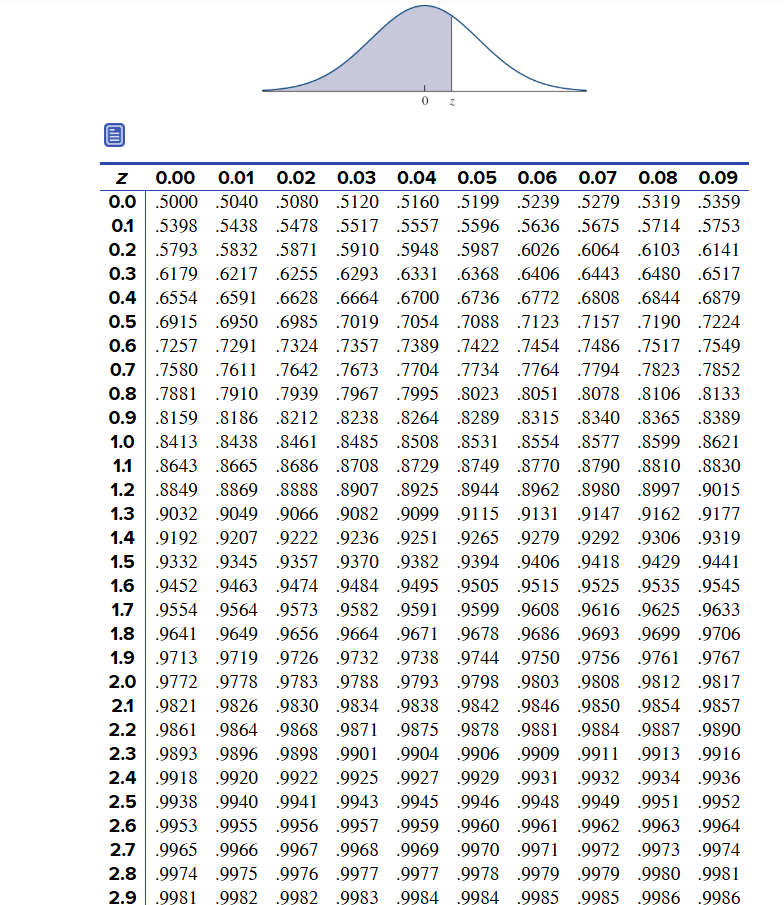 0 z
z 0.00 0.01 0.02 0.03 0.04 0.05 0.06 0.07 0.08 0.09
0.0 .5000 .5040 .5080 .5120 .5160 .5199 .5239 .5279 .5319 .5359
0.1 .5398 .5438 .5478 .5517 .5557 .5596 .5636 .5675 .5714 .5753
0.2 .5793 .5832 .5871 .5910 .5948 .5987 .6026 .6064 .6103 .6141
0.3 .6179 .6217 .6255 .6293 .6331 .6368 .6406 .6443 .6480 .6517
0.4 .6554 .6591 .6628 .6664 .6700 .6736 .6772 .6808 .6844 .6879
0.5 .6915 .6950 .6985 .7019 .7054 .7088 .7123 .7157 .7190 .7224
0.6 .7257 .7291 .7324 .7357 .7389 .7422 .7454 .7486 .7517 .7549
0.7 .7580 .7611 .7642 .7673 .7704 .7734 .7764 .7794 .7823 .7852
0.8 .7881 .7910 .7939 .7967 .7995 .8023 .8051 .8078 .8106 .8133
0.9 .8159 .8186 .8212 .8238 .8264 .8289 .8315 .8340 .8365 .8389
1.0 .8413 .8438 .8461 .8485 .8508 .8531 .8554 .8577 .8599 .8621
1.1 .8643 .8665 .8686 .8708 .8729 .8749 .8770 .8790 .8810 .8830
1.2 .8849 .8869 .8888 .8907 .8925 .8944 .8962 .8980 .8997 .9015
1.3 .9032 .9049 .9066 .9082 .9099 .9115 .9131 .9147 .9162 .9177
1.4 .9192 .9207 .9222 .9236 .9251 .9265 .9279 .9292 .9306 .9319
1.5 .9332 .9345 .9357 .9370 .9382 .9394 .9406 .9418 .9429 .9441
1.6 .9452 .9463 .9474 .9484 .9495 .9505 .9515 .9525 .9535 .9545
1.7 .9554 .9564 .9573 .9582 .9591 .9599 .9608 .9616 .9625 .9633
1.8 .9641 .9649 .9656 .9664 .9671 .9678 .9686 .9693 .9699 .9706
1.9 .9713 .9719 .9726 .9732 .9738 .9744 .9750 .9756 .9761 .9767
2.0 .9772 .9778 .9783 .9788 .9793 .9798 .9803 .9808 .9812 .9817
2.1 .9821 .9826 .9830 .9834 .9838 .9842 .9846 .9850 .9854 .9857
2.2 .9861 .9864 .9868 .9871 .9875 .9878 .9881 .9884 .9887 .9890
2.3 .9893 .9896 .9898 .9901 .9904 .9906 .9909 .9911 .9913 .9916
2.4 .9918 .9920 .9922 .9925 .9927 .9929 .9931 .9932 .9934 .9936
2.5 .9938 .9940 .9941 .9943 .9945 .9946 .9948 .9949 .9951 .9952
2.6 .9953 .9955 .9956 .9957 .9959 .9960 .9961 .9962 .9963 .9964
2.7 .9965 .9966 .9967 .9968 .9969 .9970 .9971 .9972 .9973 .9974
2.8 .9974 .9975 .9976 .9977 .9977 .9978 .9979 .9979 .9980 .9981
2.9 .9981 .9982 .9982 .9983 .9984 .9984 .9985 .9985 .9986 .9986